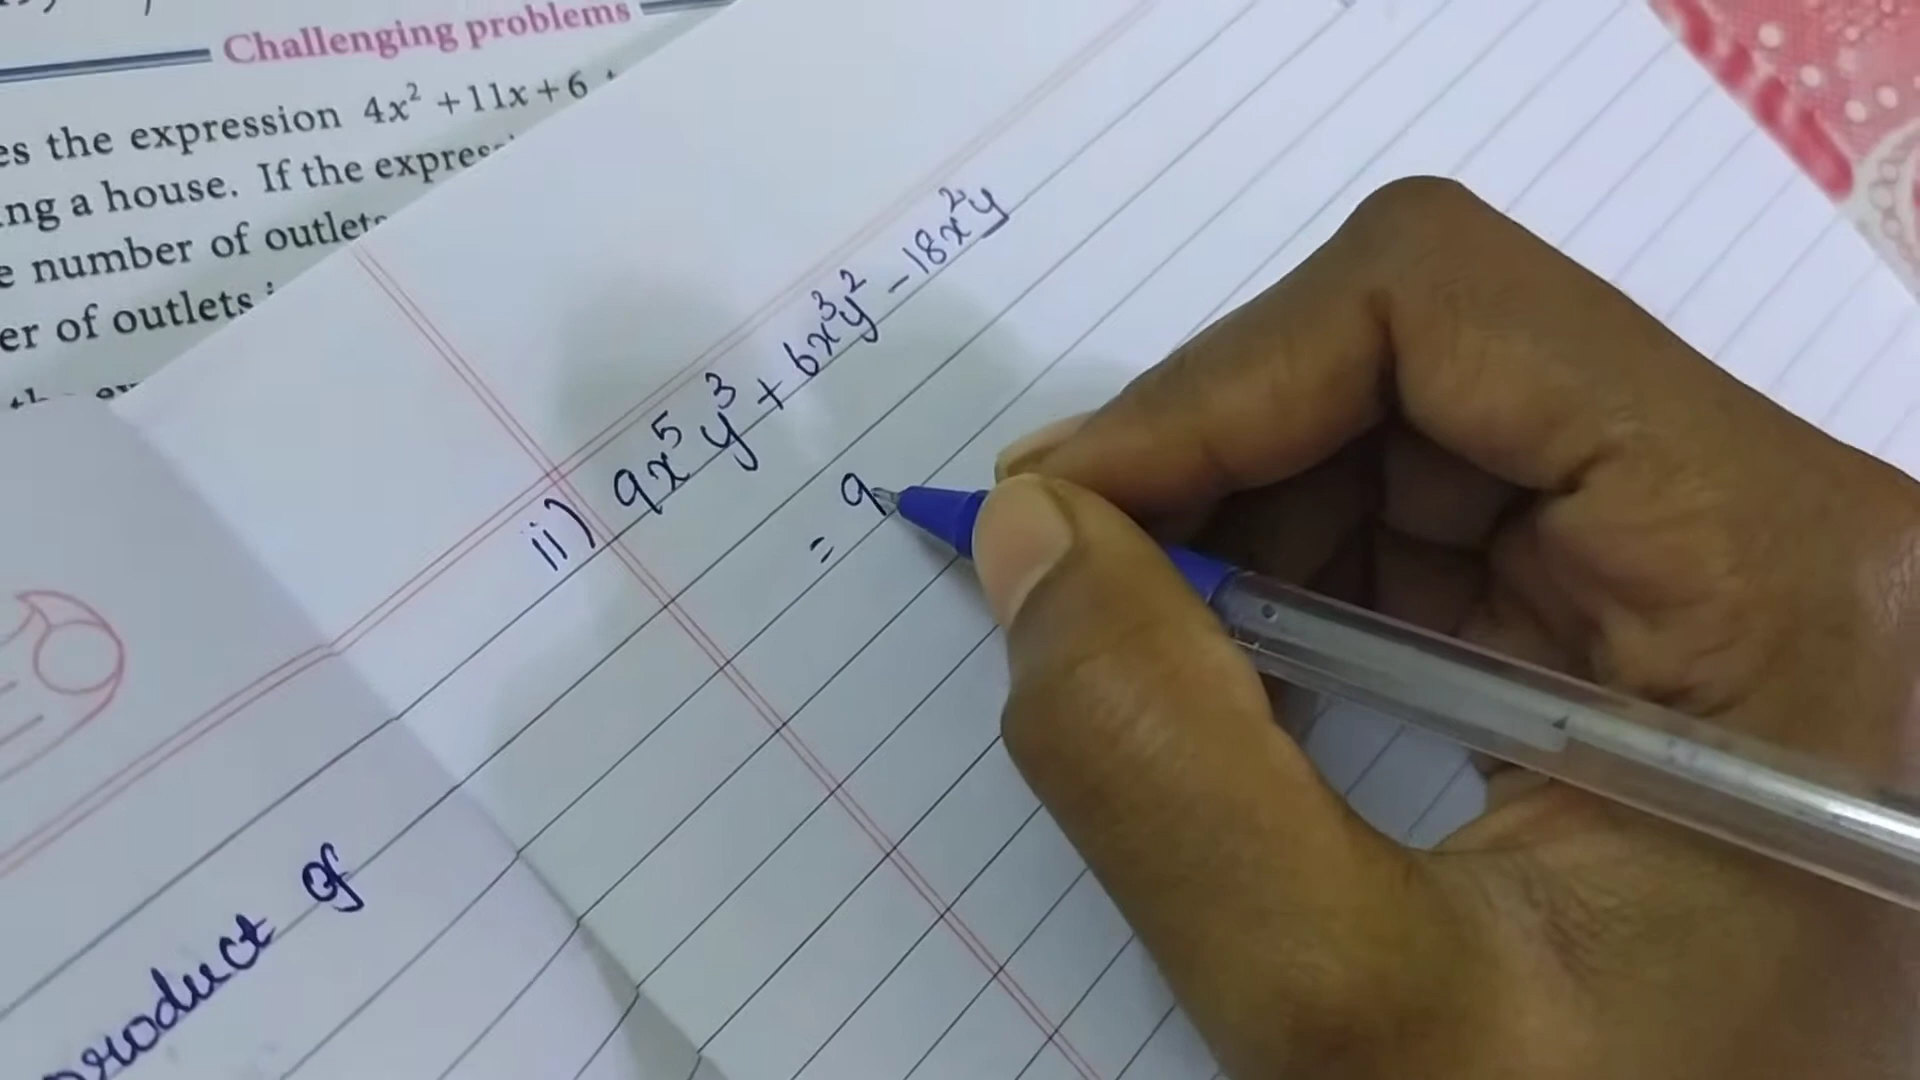 Challenging problems
es the expression 4x² + 11x + 6
ng a house. If the expres
e number of outlets
er of outlets
ii) 9x⁵y³ + 6x³y² - 18x²y
= 9
product of